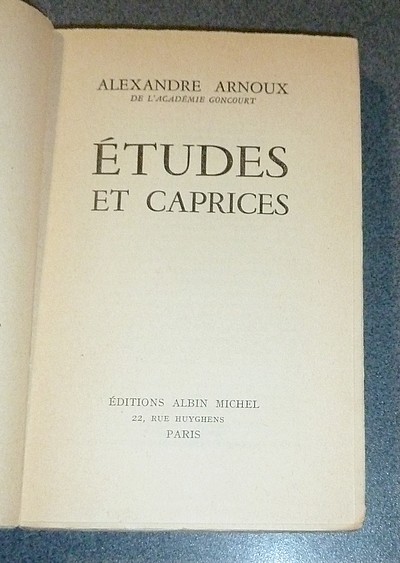 ALEXANDRE ARNOUX
DE L'ACADÉMIE GONCOURT
ÉTUDES
ET CAPRICES
ÉDITIONS ALBIN MICHEL
22, RUE HUYGHENS
PARIS